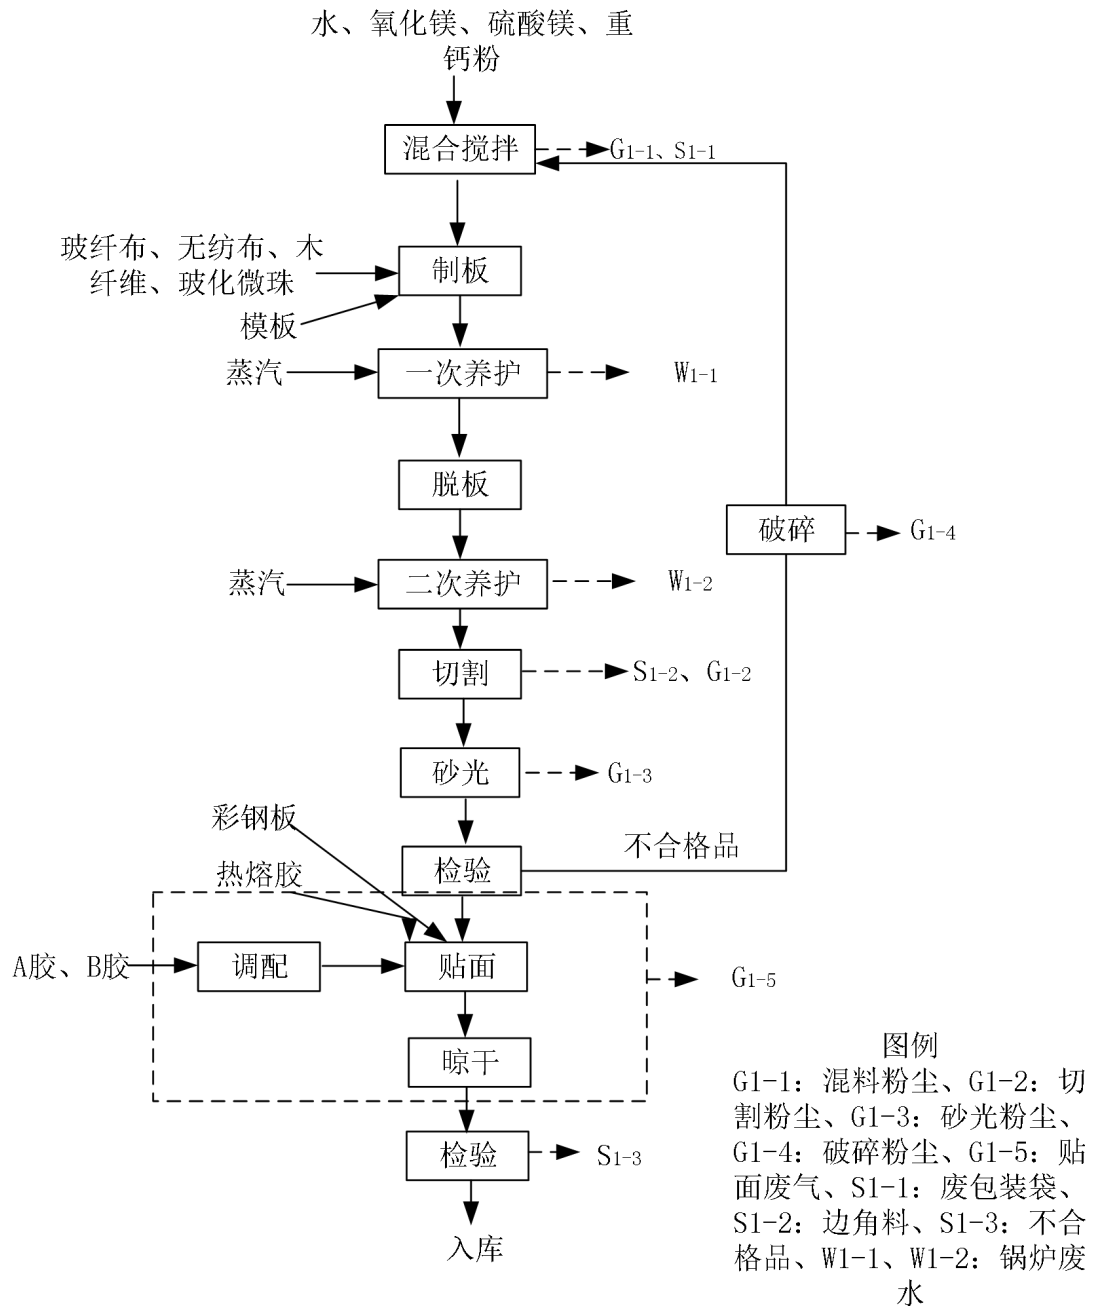 水、氧化镁、硫酸镁、重
钙粉
混合搅拌
G1-1、S1-1
玻纤布、无纺布、木
纤维、玻化微珠
制板
模板
蒸汽
一次养护
W1-1
脱板
破碎
G1-4
蒸汽
二次养护
W1-2
切割
S1-2、G1-2
砂光
G1-3
彩钢板
不合格品
检验
热熔胶
A胶、B胶
调配
贴面
G1-5
晾干
检验
S1-3
入库
图例
G1-1：混料粉尘、G1-2：切
割粉尘、G1-3：砂光粉尘、
G1-4：破碎粉尘、G1-5：贴
面废气、S1-1：废包装袋、
S1-2：边角料、S1-3：不合
格品、W1-1、W1-2：锅炉废
水